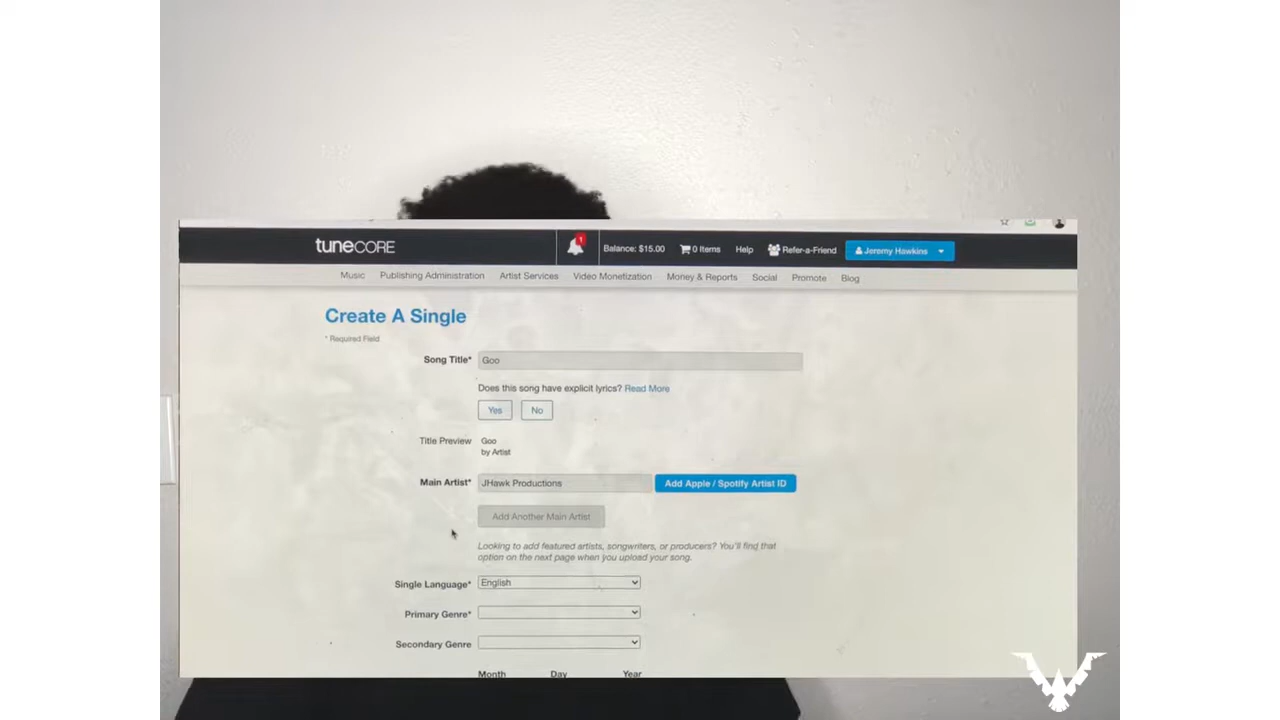 tuneCORE
1
Balance: $15.00
0 Items
Help
Refer-a-Friend
Jeremy Hawkins
Music
Publishing Administration
Artist Services
Video Monetization
Money & Reports
Social
Promote
Blog
Create A Single
* Required Field
Song Title* Goo
Does this song have explicit lyrics? Read More
Yes No
Title Preview Goo
by Artist
Main Artist* JHawk Productions Add Apple / Spotify Artist ID
Add Another Main Artist
Looking to add featured artists, songwriters, or producers? You'll find that
option on the next page when you upload your song.
Single Language* English
Primary Genre*
Secondary Genre
Month Day Year